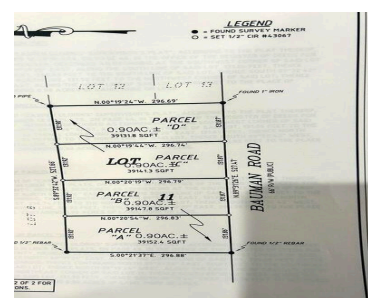 LEGEND
● = FOUND SURVEY MARKER
○ = SET 1/2" CIR #43067
LOT 12
LOT 13
PIPE
N.00°19'24"W. 296.69'
FOUND 1" IRON
PARCEL
"D"
0.90AC.±
39131.8 SQFT
N.00°19'44"W. 296.74'
PARCEL
LOT
"C"
0.90AC.±
39141.3 SQFT
N.00°20'19"W. 296.79'
PARCEL
"B"
11
0.90AC.±
39147.8 SQFT
N.00°20'54"W. 296.83'
PARCEL
"A"
0.90AC.±
39152.4 SQFT
S.00°21'27"E. 296.88'
1/2" REBAR
FOUND 1/2" REBAR
BAUMAN ROAD
2 OF 2 FOR
ONS.